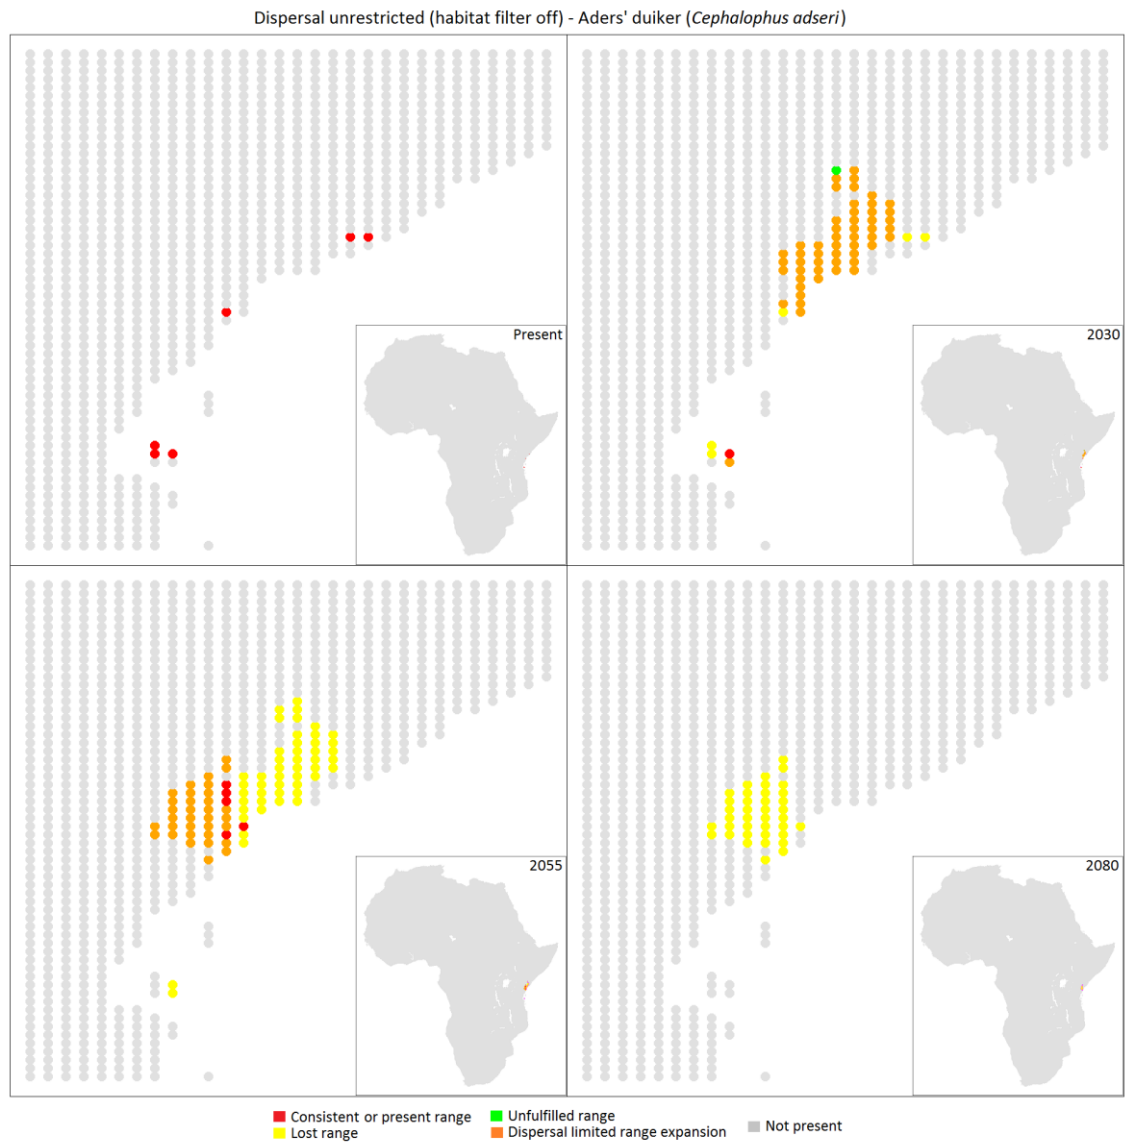 Dispersal unrestricted (habitat filter off) - Aders' duiker (Cephalophus adseri)
Present
2030
2055
2080
Consistent or present range
Unfulfilled range
Not present
Lost range
Dispersal limited range expansion